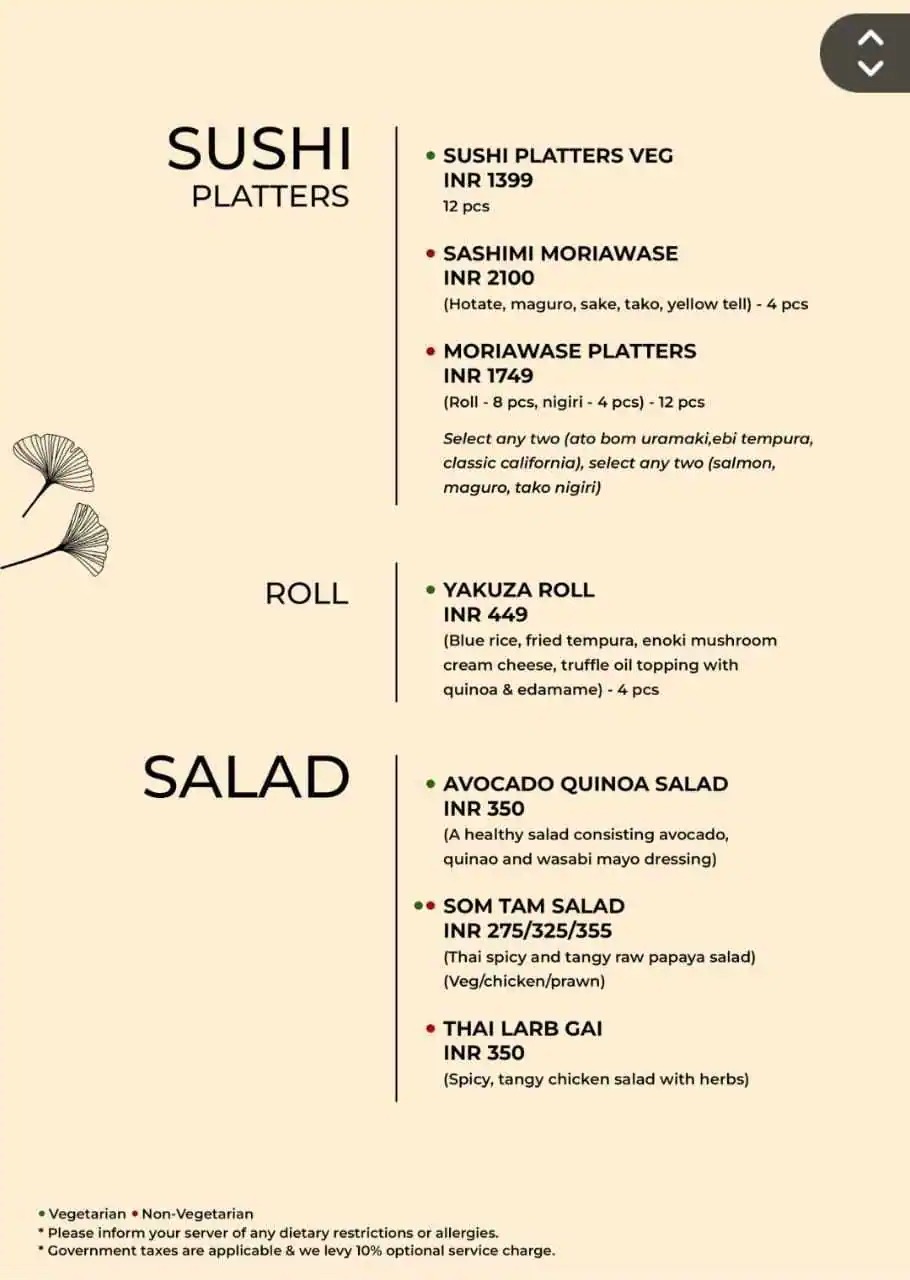 SUSHI
PLATTERS
• SUSHI PLATTERS VEG
INR 1399
12 pcs
• SASHIMI MORIAWASE
INR 2100
(Hotate, maguro, sake, tako, yellow tell) - 4 pcs
• MORIAWASE PLATTERS
INR 1749
(Roll - 8 pcs, nigiri - 4 pcs) - 12 pcs
Select any two (ato bom uramaki,ebi tempura,
classic california), select any two (salmon,
maguro, tako nigiri)
ROLL
• YAKUZA ROLL
INR 449
(Blue rice, fried tempura, enoki mushroom
cream cheese, truffle oil topping with
quinoa & edamame) - 4 pcs
SALAD
• AVOCADO QUINOA SALAD
INR 350
(A healthy salad consisting avocado,
quinao and wasabi mayo dressing)
•• SOM TAM SALAD
INR 275/325/355
(Thai spicy and tangy raw papaya salad)
(Veg/chicken/prawn)
• THAI LARB GAI
INR 350
(Spicy, tangy chicken salad with herbs)
• Vegetarian • Non-Vegetarian
* Please inform your server of any dietary restrictions or allergies.
* Government taxes are applicable & we levy 10% optional service charge.